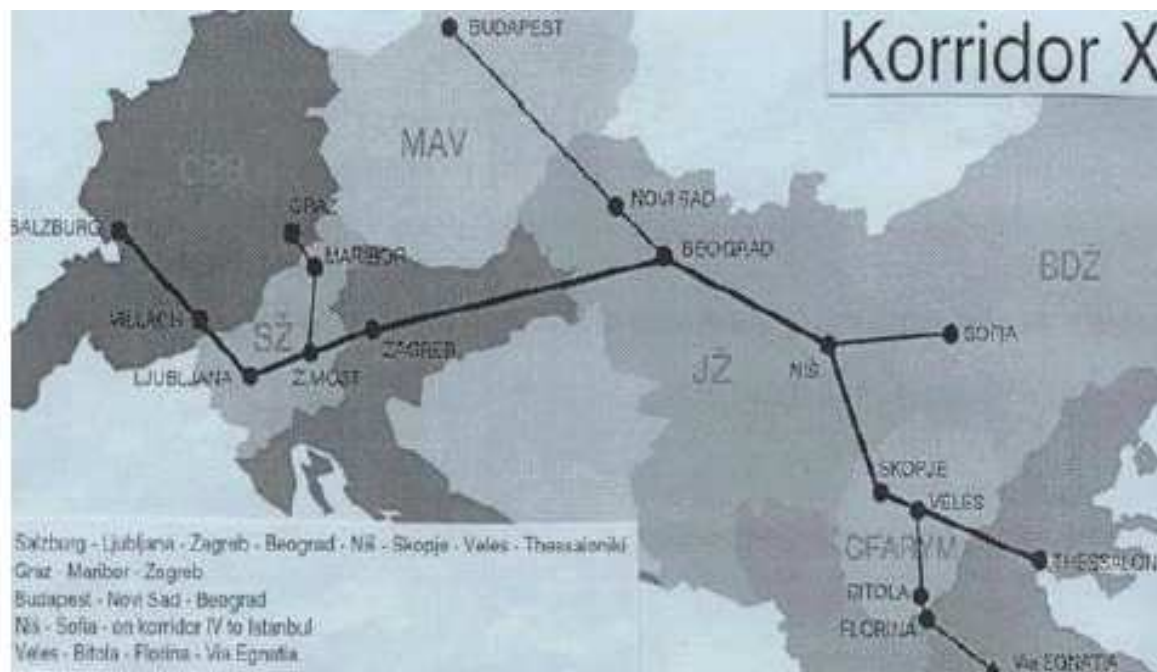 BUDAPEST
Korridor X
MAV
NOVI SAD
GRAZ
SALZBURG
MARIBOR
BEOGRAD
BDŽ
VILLACH
SŽ
ZAGREB
SOFIA
LJUBLJANA
Z.MOST
JŽ
NIŠ
SKOPJE
VELES
CFARYM
THESSALON
BITOLA
FLORINA
Via EGNATIA
Salzburg - Ljubljana - Zagreb - Beograd - Niš - Skopje - Veles - Thessaloniki
Graz - Maribor - Zagreb
Budapest - Novi Sad - Beograd
Niš - Sofia - on korridor IV to Istanbul
Veles - Bitola - Florina - Via Egnatia